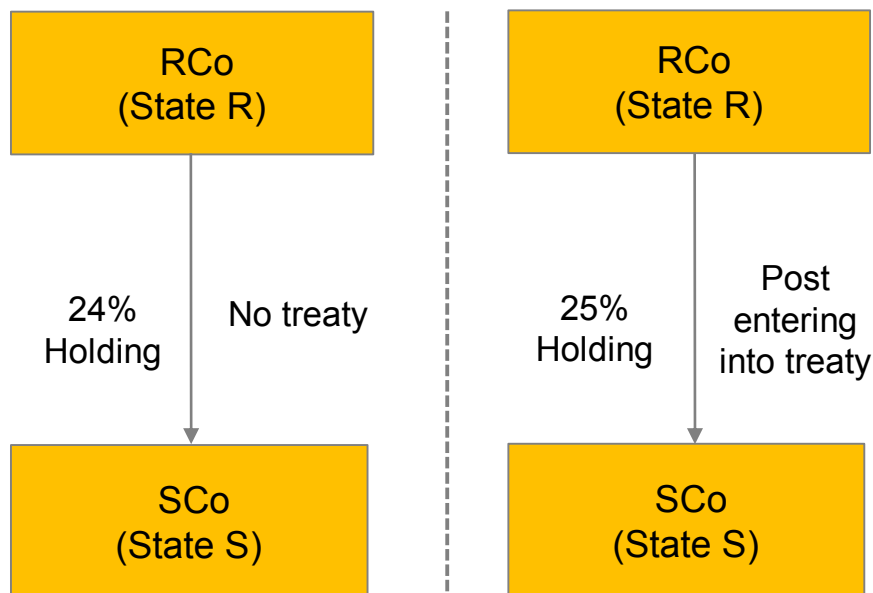 RCo
(State R)
24%
Holding
No treaty
SCo
(State S)
RCo
(State R)
25%
Holding
Post
entering
into treaty
SCo
(State S)